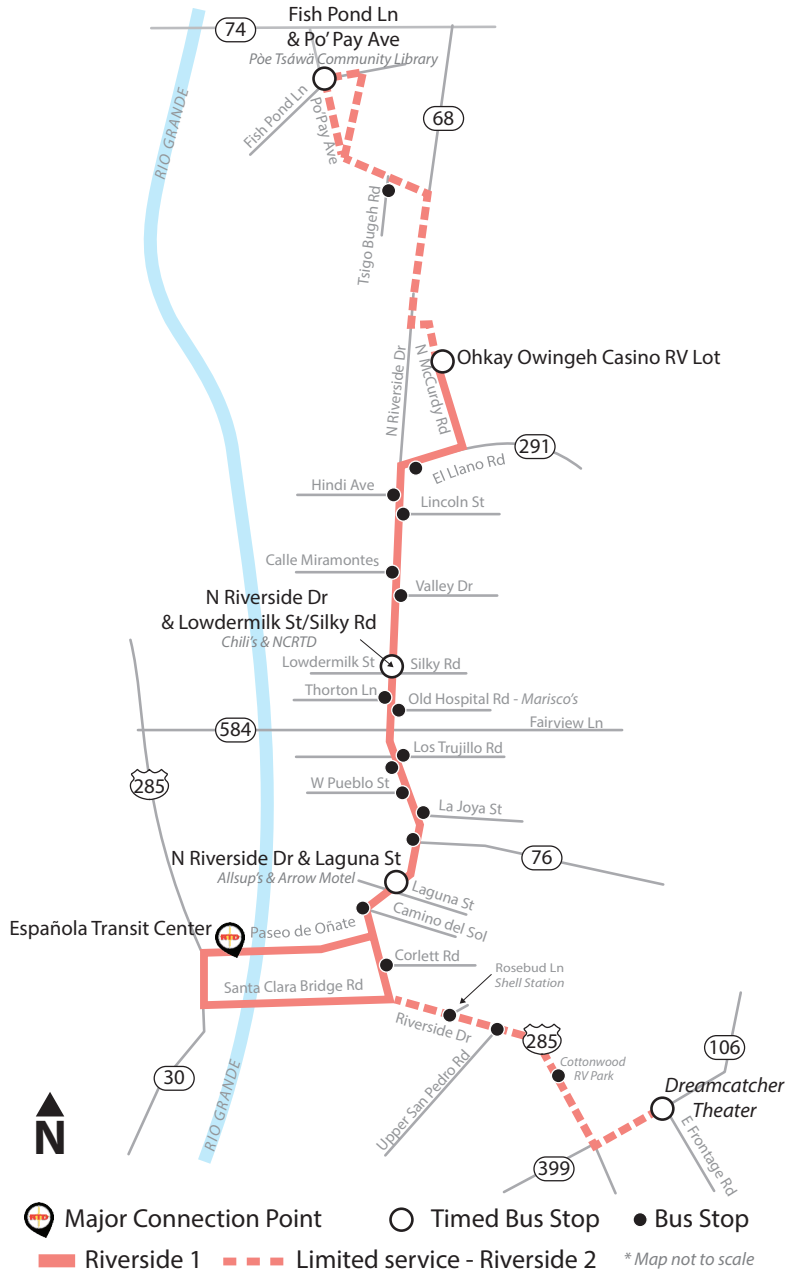 Fish Pond Ln
& Po' Pay Ave
Pòe Tsáwä Community Library
74
RIO GRANDE
Fish Pond Ln
Po'Pay Ave
68
Tsigo Bugeh Rd
Ohkay Owingeh Casino RV Lot
N Riverside Dr
N McCurdy Rd
291
El Llano Rd
Hindi Ave
Lincoln St
Calle Miramontes
Valley Dr
N Riverside Dr
& Lowdermilk St/Silky Rd
Chili's & NCRTD
Lowdermilk St
Silky Rd
Thorton Ln
Old Hospital Rd - Marisco's
584
Fairview Ln
Los Trujillo Rd
285
W Pueblo St
La Joya St
76
N Riverside Dr & Laguna St
Allsup's & Arrow Motel
Laguna St
Camino del Sol
Española Transit Center
RTD
Paseo de Oñate
Corlett Rd
Santa Clara Bridge Rd
Rosebud Ln
Shell Station
Riverside Dr
285
Upper San Pedro Rd
Cottonwood
RV Park
106
30
Dreamcatcher
Theater
RIO GRANDE
N
399
E Frontage Rd
RTD Major Connection Point
Timed Bus Stop
Bus Stop
Riverside 1
Limited service - Riverside 2
* Map not to scale